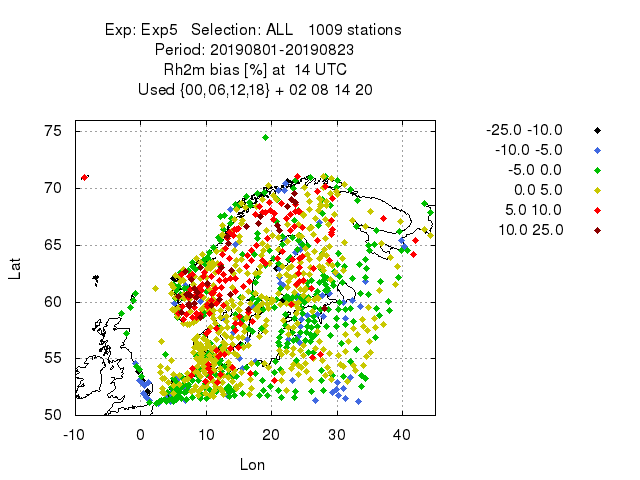 Exp: Exp5 Selection: ALL 1009 stations
Period: 20190801-20190823
Rh2m bias [%] at 14 UTC
Used {00,06,12,18} + 02 08 14 20
-25.0 -10.0
-10.0 -5.0
-5.0 0.0
0.0 5.0
5.0 10.0
10.0 25.0
75
70
65
60
55
50
Lat
-10 0 10 20 30 40
Lon